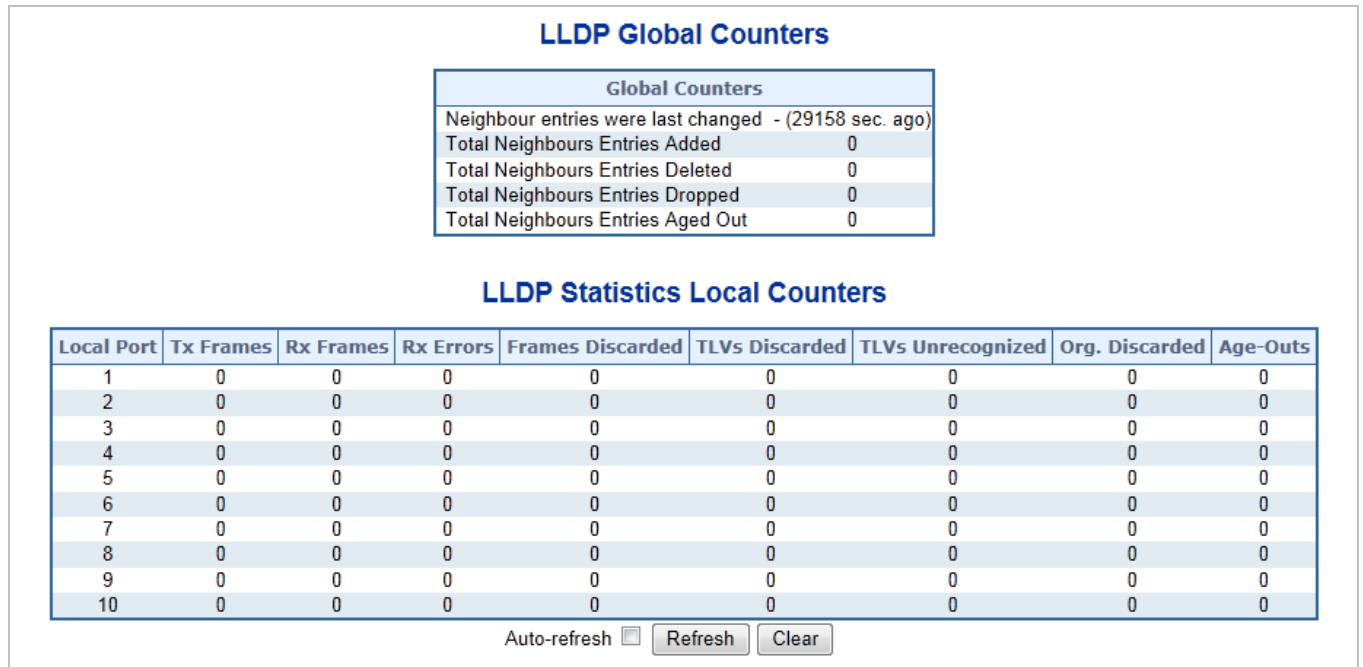 LLDP Global Counters
Global Counters
Neighbour entries were last changed - (29158 sec. ago)
Total Neighbours Entries Added 0
Total Neighbours Entries Deleted 0
Total Neighbours Entries Dropped 0
Total Neighbours Entries Aged Out 0
LLDP Statistics Local Counters
Local Port Tx Frames Rx Frames Rx Errors Frames Discarded TLVs Discarded TLVs Unrecognized Org. Discarded Age-Outs
1 0 0 0 0 0 0 0 0
2 0 0 0 0 0 0 0 0
3 0 0 0 0 0 0 0 0
4 0 0 0 0 0 0 0 0
5 0 0 0 0 0 0 0 0
6 0 0 0 0 0 0 0 0
7 0 0 0 0 0 0 0 0
8 0 0 0 0 0 0 0 0
9 0 0 0 0 0 0 0 0
10 0 0 0 0 0 0 0 0
Auto-refresh Refresh Clear